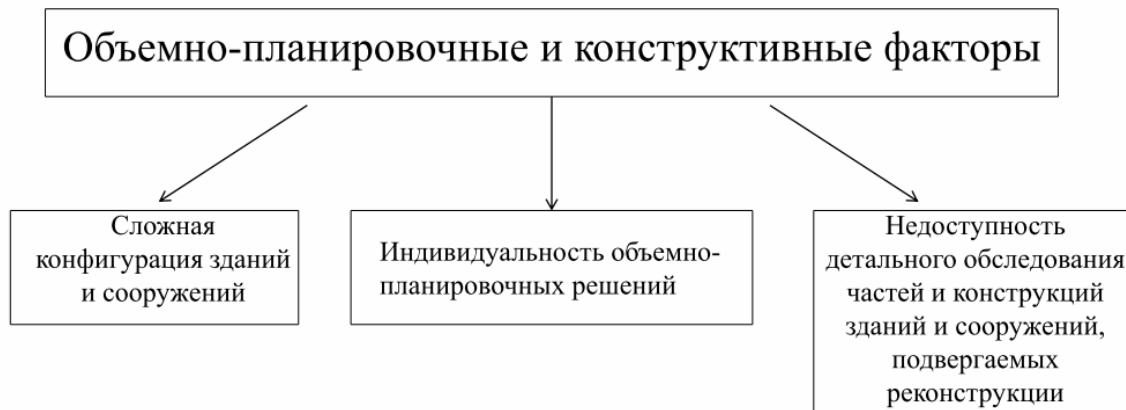 Объемно-планировочные и конструктивные факторы
Сложная
конфигурация зданий
и сооружений
Индивидуальность объемно-
планировочных решений
Недоступность
детального обследования
частей и конструкций
зданий и сооружений,
подвергаемых
реконструкции